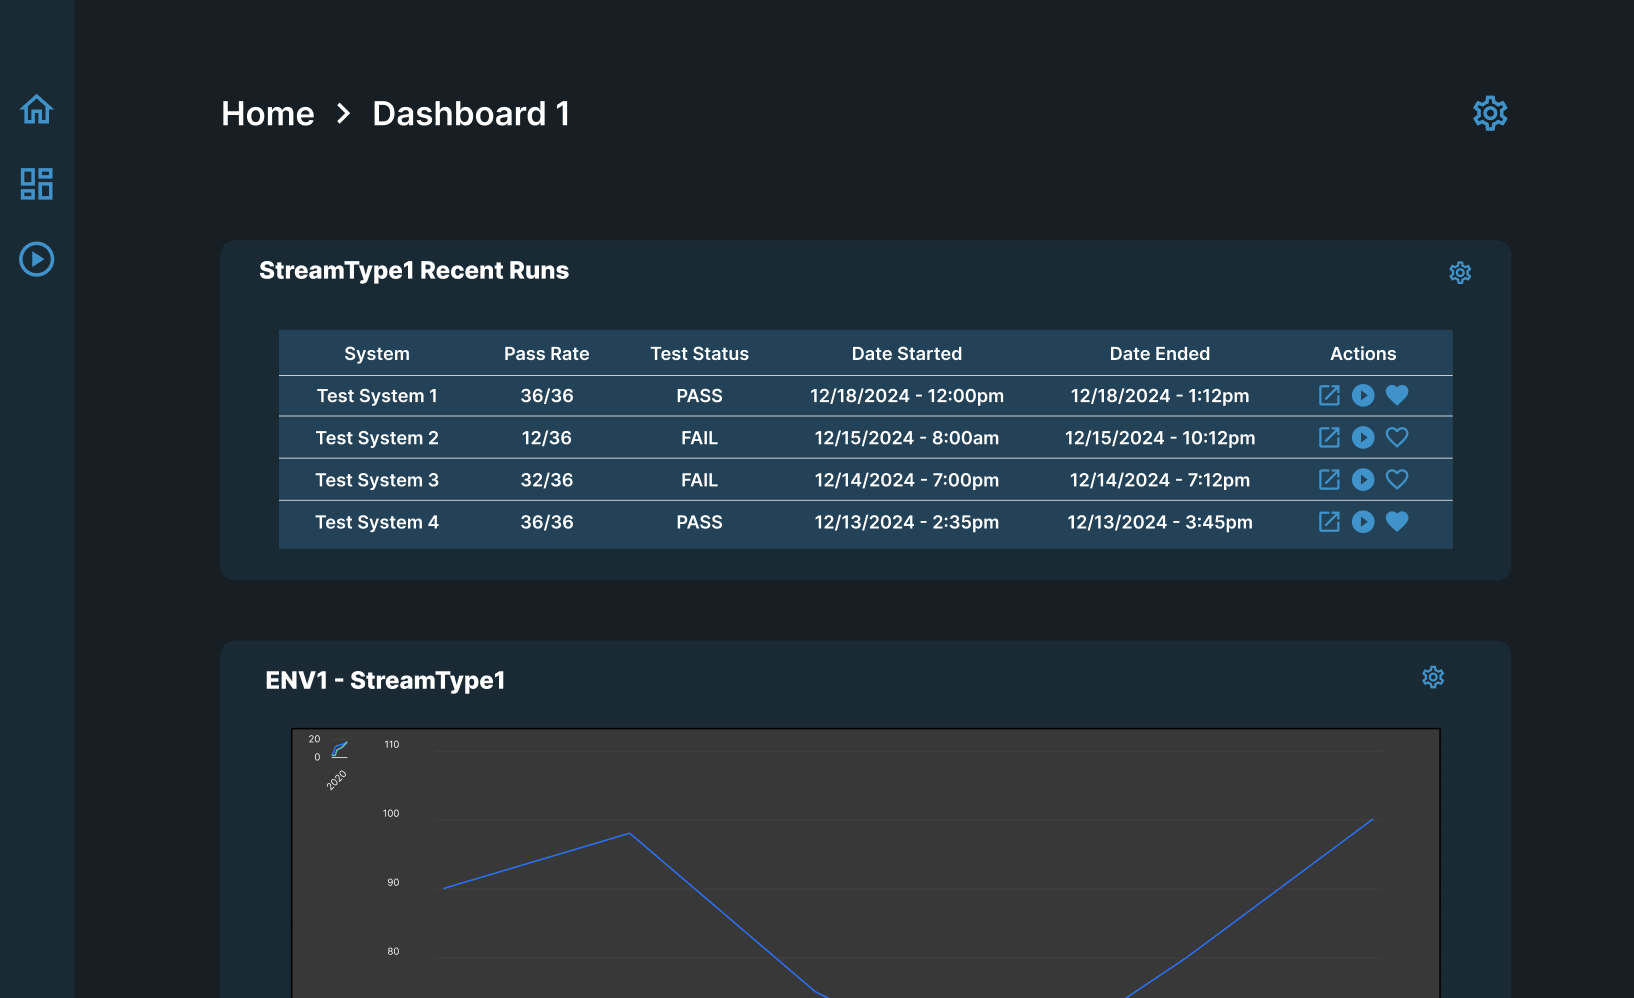 Home > Dashboard 1
StreamType1 Recent Runs
System Pass Rate Test Status Date Started Date Ended Actions
Test System 1 36/36 PASS 12/18/2024 - 12:00pm 12/18/2024 - 1:12pm
Test System 2 12/36 FAIL 12/15/2024 - 8:00am 12/15/2024 - 10:12pm
Test System 3 32/36 FAIL 12/14/2024 - 7:00pm 12/14/2024 - 7:12pm
Test System 4 36/36 PASS 12/13/2024 - 2:35pm 12/13/2024 - 3:45pm
ENV1 - StreamType1
20
0
2020
110
100
90
80